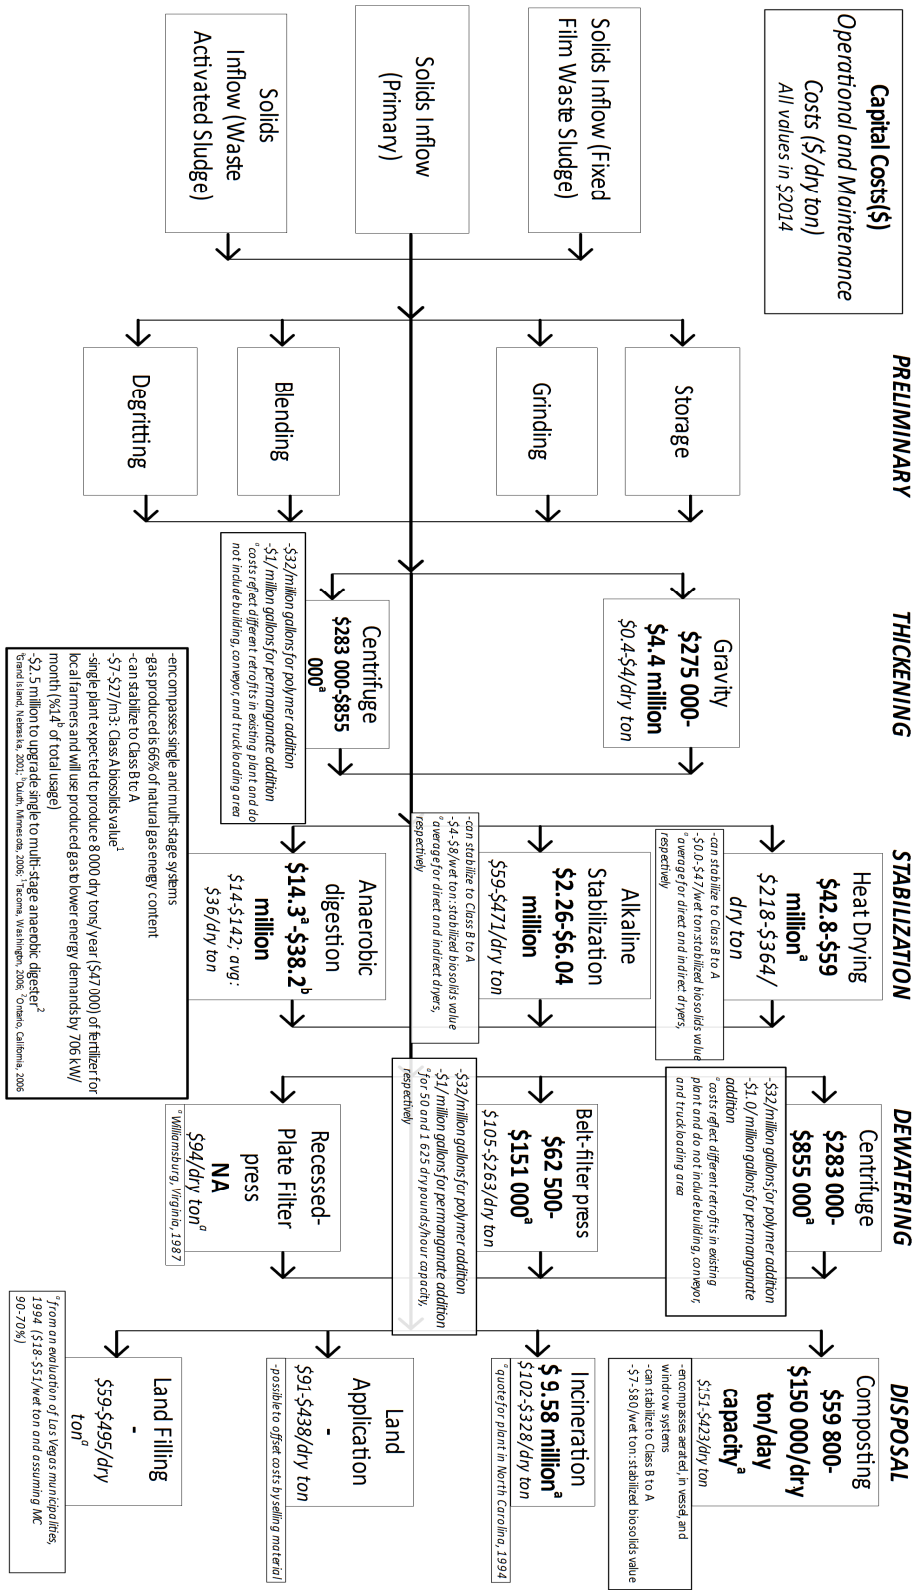 Capital Costs($)
Operational and Maintenance
Costs ($/dry ton)
All values in $2014
Solids Inflow (Fixed
Film Waste Sludge)
Solids Inflow
(Primary)
Solids
Inflow (Waste
Activated Sludge)
PRELIMINARY
Storage
Grinding
Blending
Degritting
THICKENING
Gravity
$275 000-
$4.4 million
$0.4-$4/dry ton
Centrifuge
$283 000-$855
000ᵃ
-$32/million gallons for polymer addition
-$1/million gallons for permanganate addition
ᵃcosts reflect different retrofits in existing plant and do
not include building, conveyor, and truck loading area
STABILIZATION
Heat Drying
$42.8-$59
millionᵃ
$218-$364/
dry ton
-can stabilize to Class B to A
-$0.0-$47/wet ton: stabilized biosolids value
ᵃaverage for direct and indirect dryers,
respectively
Alkaline
Stabilization
$2.26-$6.04
million
$59-$471/dry ton
-can stabilize to Class B to A
-$4-$8/wet ton: stabilized biosolids value
ᵃaverage for direct and indirect dryers,
respectively
Anaerobic
digestion
$14.3ᵃ-$38.2ᵇ
million
$14-$142; avg:
$36/dry ton
-encompasses single and multi-stage systems
-gas produced is 66% of natural gas energy content
-can stabilize to Class B to A
-$7-$27/m3: Class A biosolids value¹
-single plant expected to produce 8 000 dry tons/year ($47 000) of fertilizer for
local farmers and will use produced gas to lower energy demands by 706 kW/
month (%14ᵇ of total usage)
-$2.5 million to upgrade single to multi-stage anaerobic digester²
ᵃGrand Island, Nebraska, 2001; ᵇDuluth, Minnesota, 2006; ¹Tacoma, Washington, 2006; ²Ontario, California, 2006
DEWATERING
Centrifuge
$283 000-
$855 000ᵃ
-$32/million gallons for polymer addition
-$1.0/million gallons for permanganate
addition
ᵃcosts reflect different retrofits in existing
plant and do not include building, conveyor,
and truck loading area
Belt-filter press
$62 500-
$151 000ᵃ
$105-$263/dry ton
-$32/million gallons for polymer addition
-$1/million gallons for permanganate addition
ᵃfor 50 and 1 625 dry pounds/hour capacity,
respectively
Recessed-
Plate Filter
press
NA
$94/dry tonᵃ
ᵃWilliamsburg, Virginia, 1987
DISPOSAL
Composting
$59 800-
$150 000/dry
ton/day
capacityᵃ
$151-$423/dry ton
-encompasses aerated, in vessel, and
windrow systems
-can stabilize to Class B to A
-$7-$80/wet ton: stabilized biosolids value
Incineration
$ 9.58 millionᵃ
$102-$328/dry ton
ᵃquote for plant in North Carolina, 1994
Land
Application
-
$91-$438/dry ton
-possible to offset costs by selling material
Land Filling
-
$59-$495/dry
tonᵃ
ᵃfrom an evaluation of Las Vegas municipalities,
1994 ($18-$51/wet ton and assuming MC
90-70%)